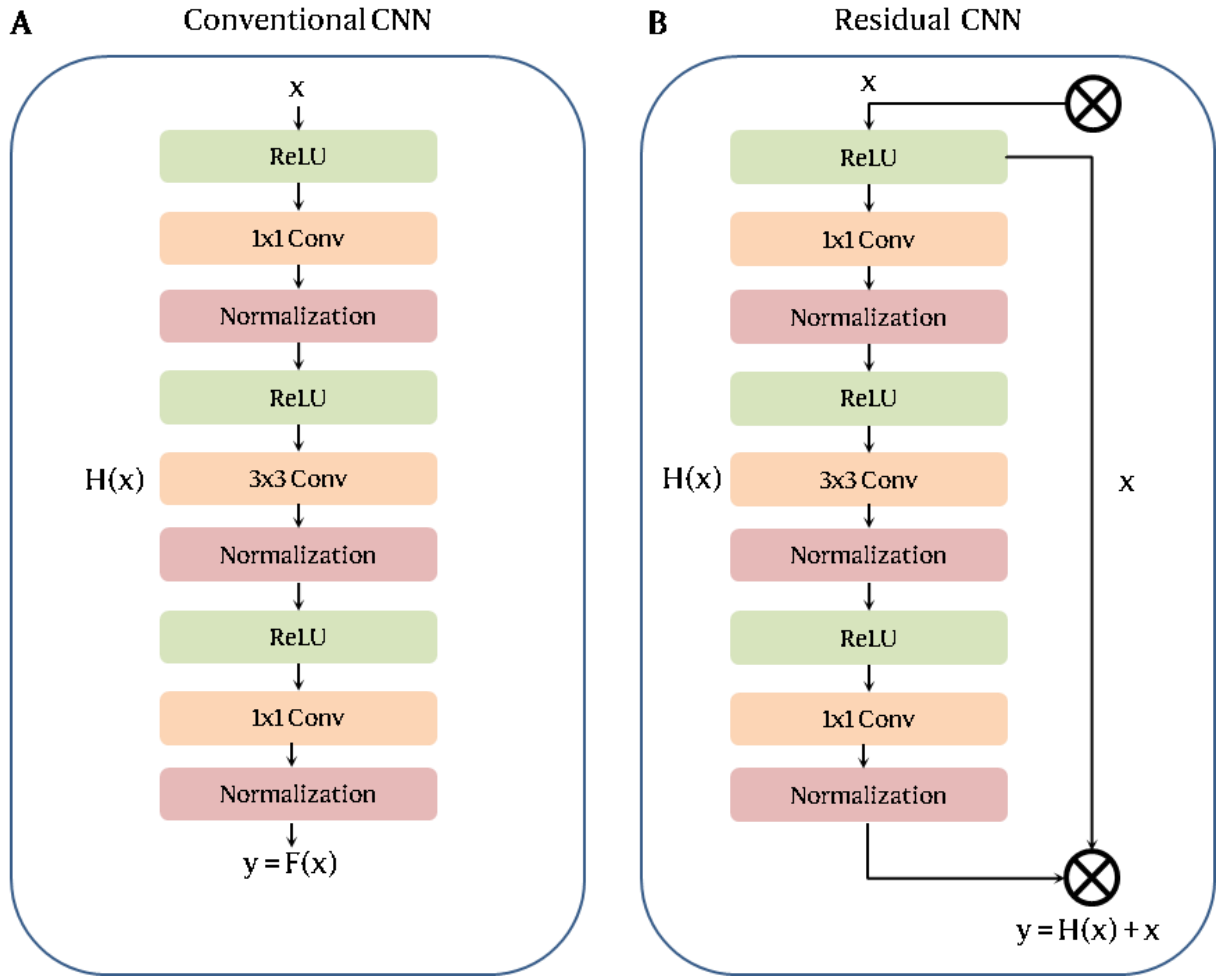 A
Conventional CNN
x
ReLU
1x1 Conv
Normalization
ReLU
H(x)
3x3 Conv
Normalization
ReLU
1x1 Conv
Normalization
y = F(x)
B
Residual CNN
x
ReLU
1x1 Conv
Normalization
ReLU
H(x)
3x3 Conv
x
Normalization
ReLU
1x1 Conv
Normalization
y = H(x) + x